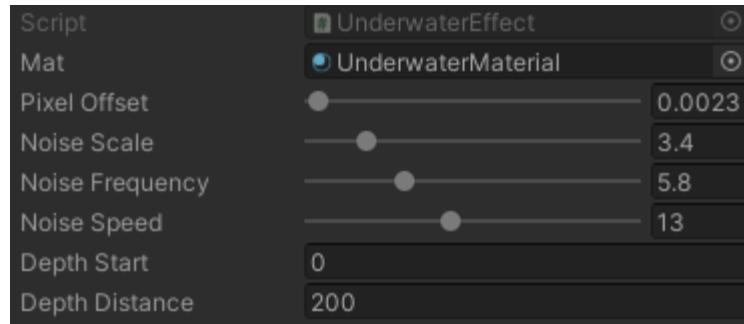 Script UnderwaterEffect
Mat UnderwaterMaterial
Pixel Offset 0.0023
Noise Scale 3.4
Noise Frequency 5.8
Noise Speed 13
Depth Start 0
Depth Distance 200